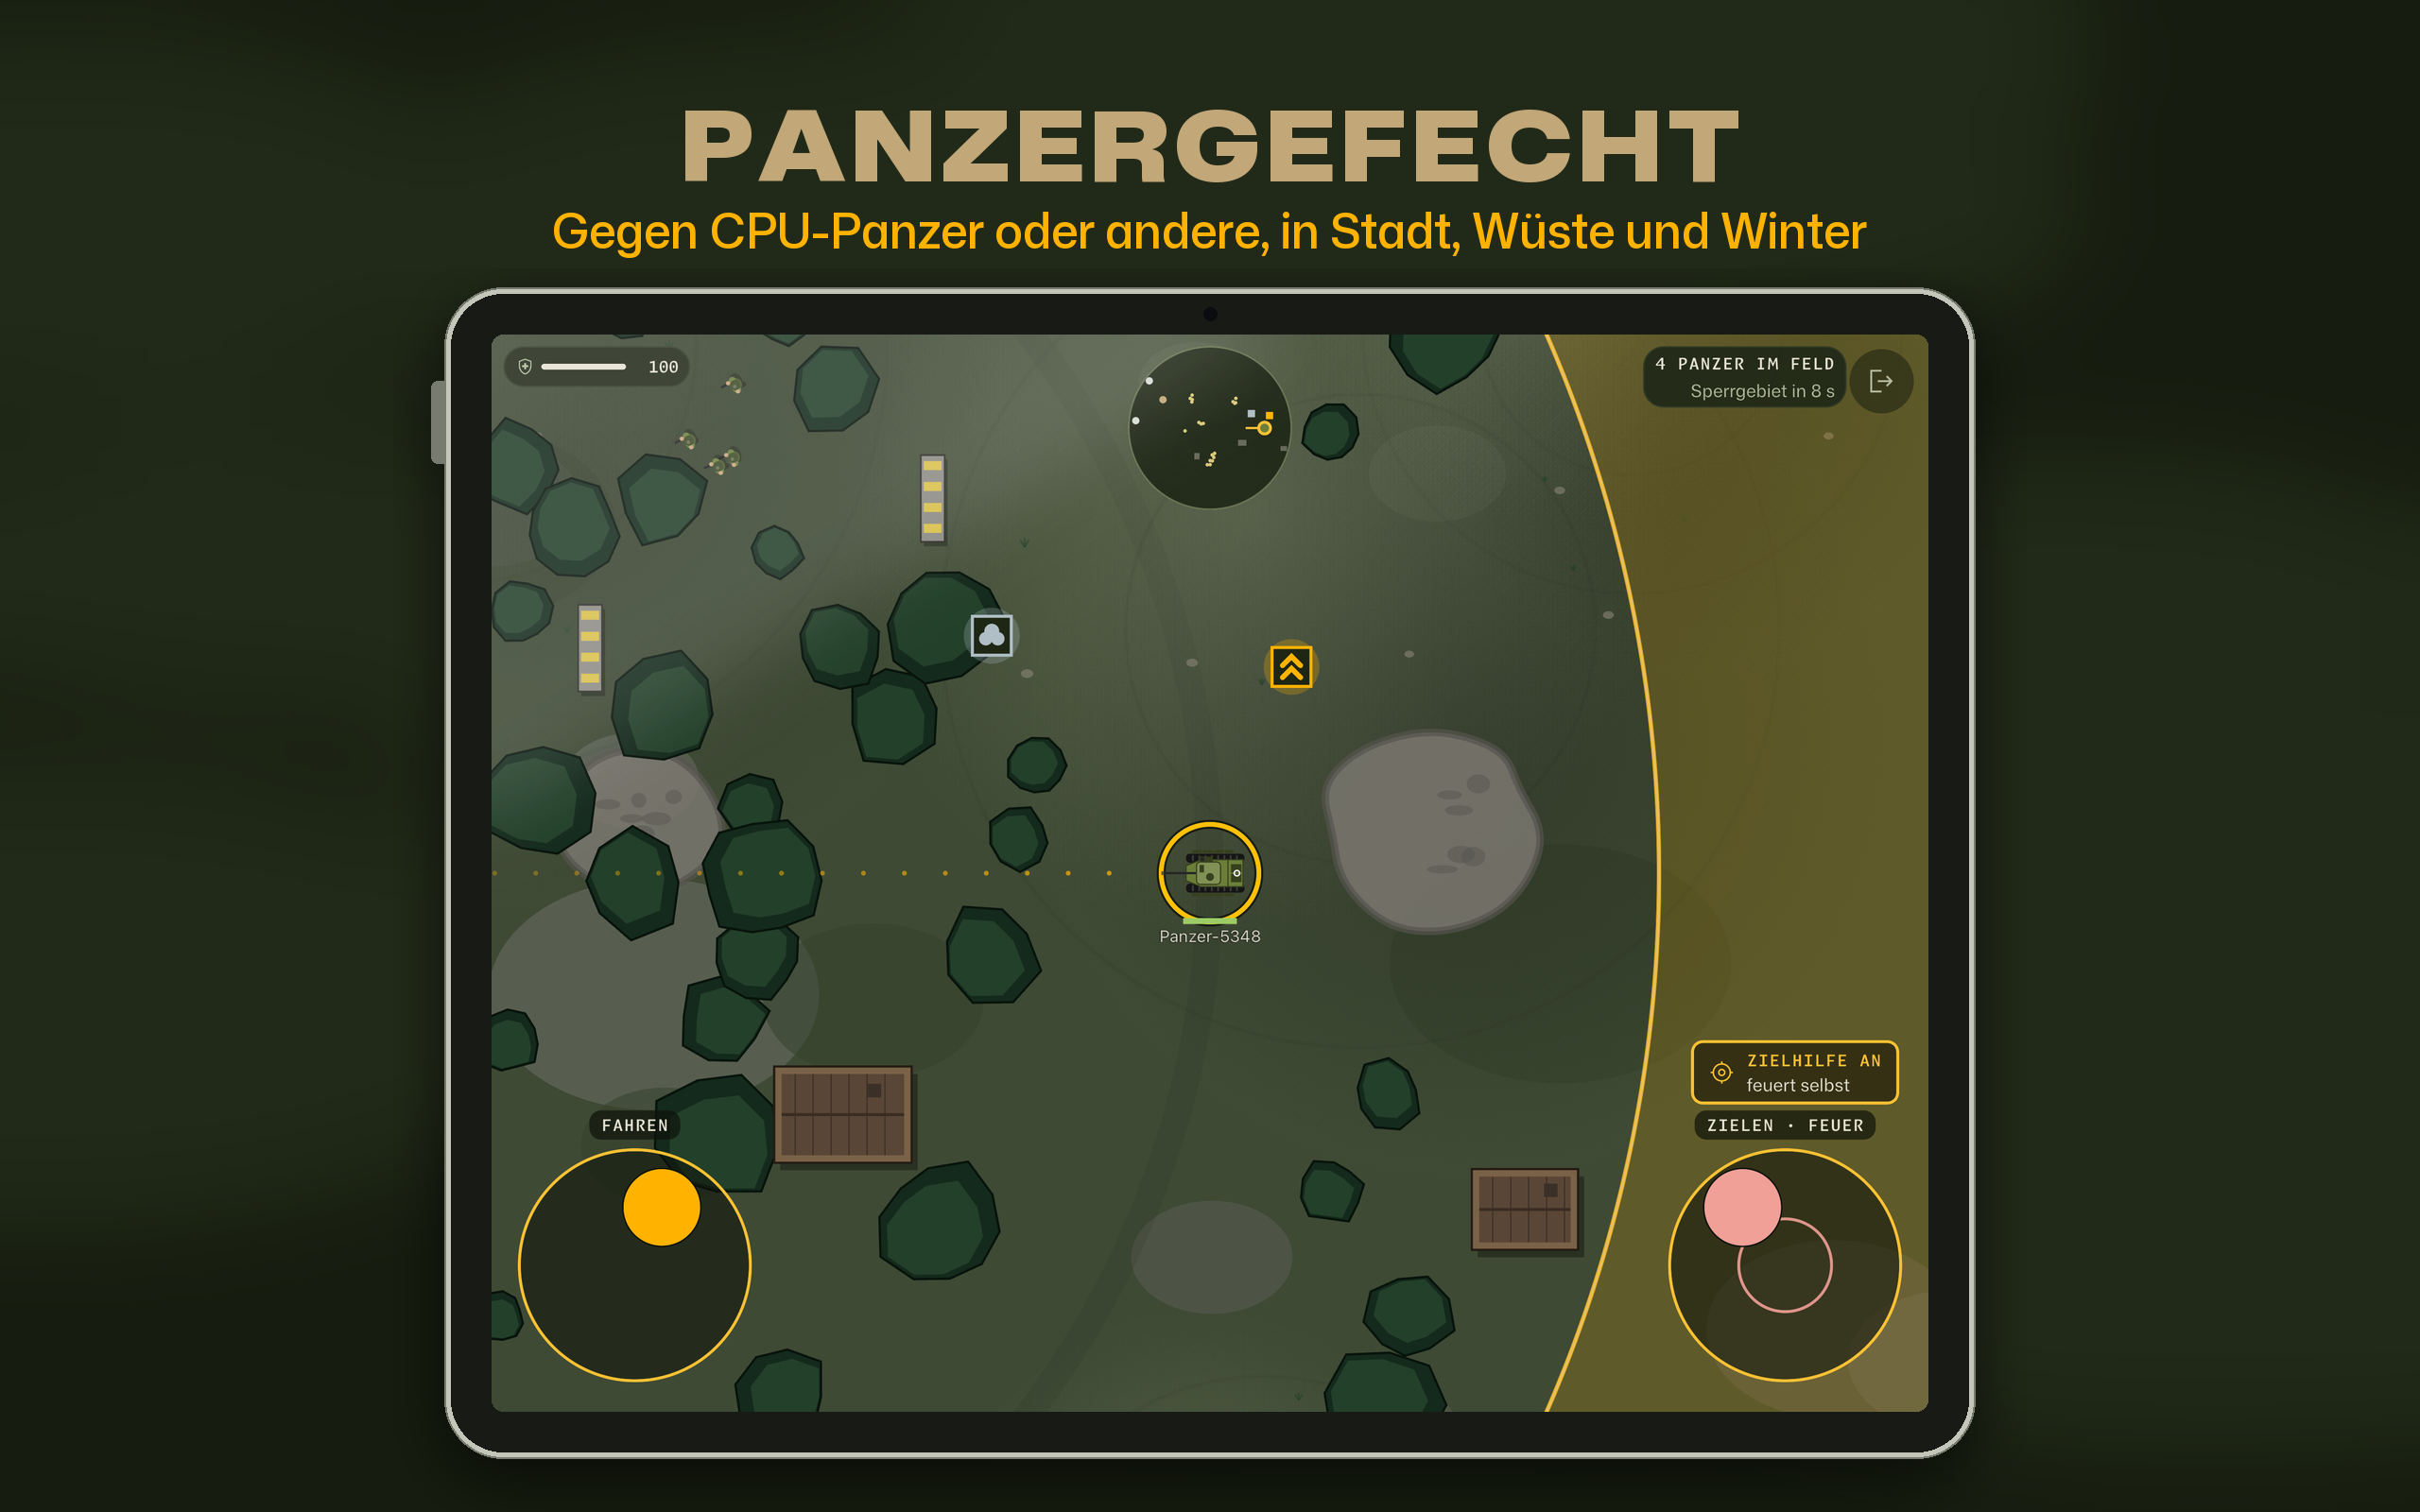 PANZERGEFECHT
Gegen CPU-Panzer oder andere, in Stadt, Wüste und Winter
100
4 PANZER IM FELD
Sperrgebiet in 8 s
Panzer-5348
ZIELHILFE AN
feuert selbst
FAHREN
ZIELEN · FEUER